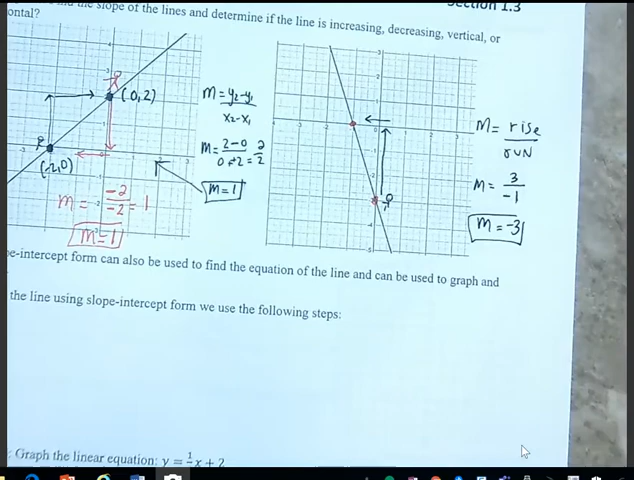 the slope of the lines and determine if the line is increasing, decreasing, vertical, or
Section 1.3
ontal?
(0,2)
(-2,0)
m = -2/-2 = 1
m=1
M = y₂-y₁/x₂-x₁
M = 2-0/0+2 = 2/2
M=1
M = rise/run
M = 3/-1
M = -3
pe-intercept form can also be used to find the equation of the line and can be used to graph and
the line using slope-intercept form we use the following steps:
: Graph the linear equation: y = 1/